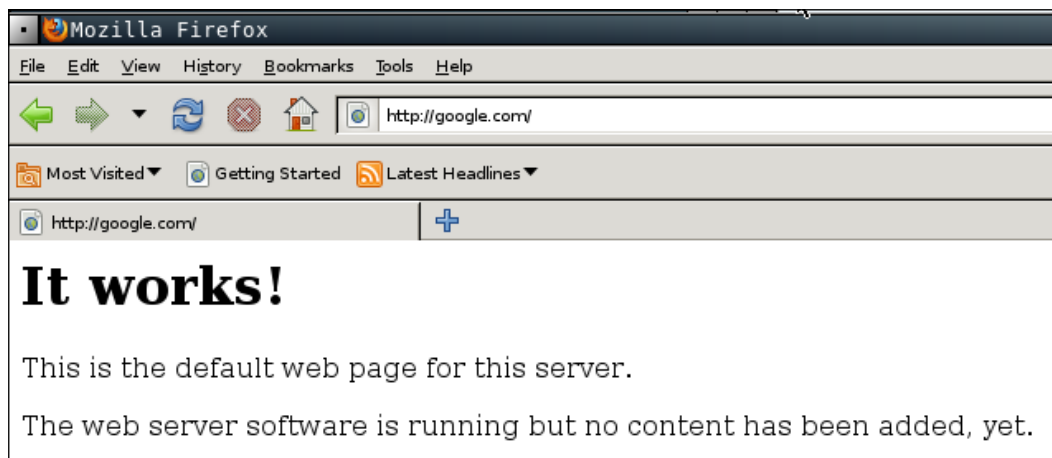 Mozilla Firefox
File Edit View History Bookmarks Tools Help
http://google.com/
Most Visited Getting Started Latest Headlines
http://google.com/
It works!
This is the default web page for this server.
The web server software is running but no content has been added, yet.